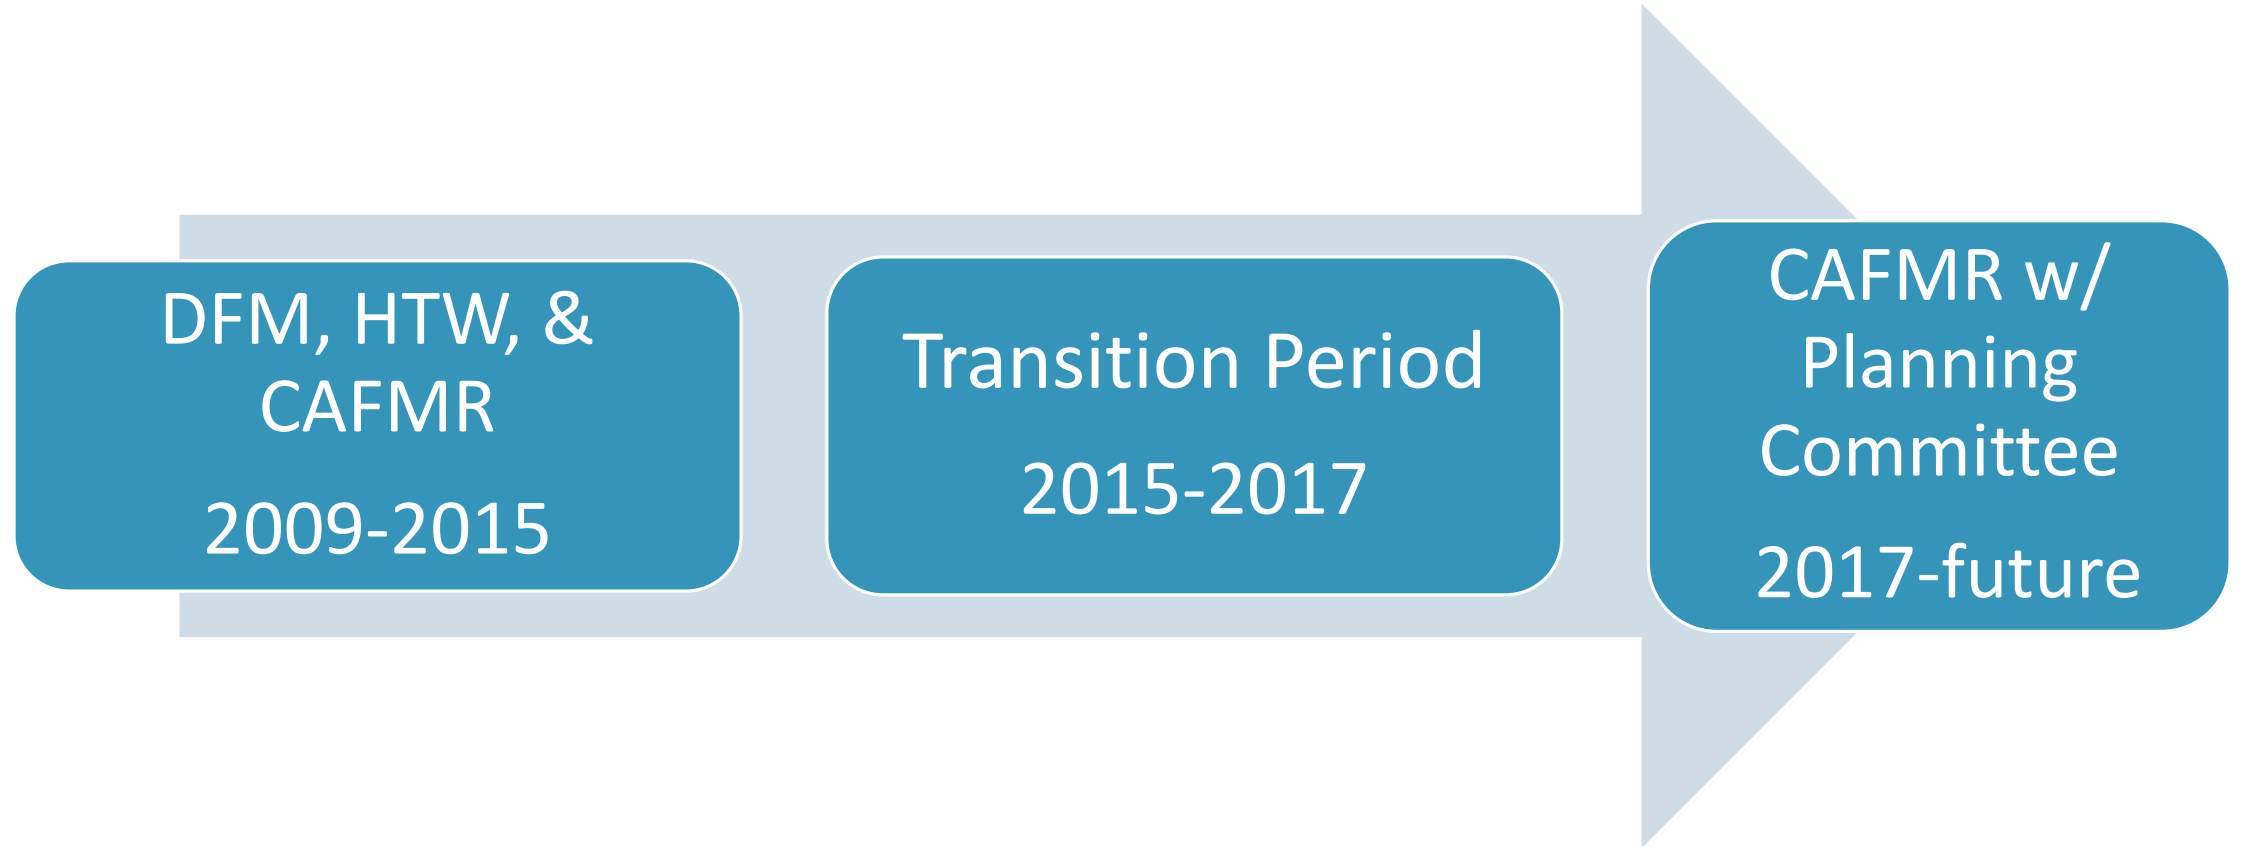 DFM, HTW, &
CAFMR
2009-2015
Transition Period
2015-2017
CAFMR w/
Planning
Committee
2017-future